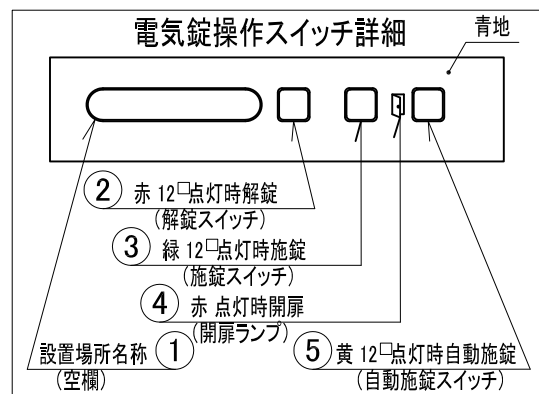 電気錠操作スイッチ詳細
青地
② 赤 12□点灯時解錠
(解錠スイッチ)
③ 緑 12□点灯時施錠
(施錠スイッチ)
④ 赤 点灯時開扉
(開扉ランプ)
設置場所名称 ①
(空欄)
⑤ 黄 12□点灯時自動施錠
(自動施錠スイッチ)